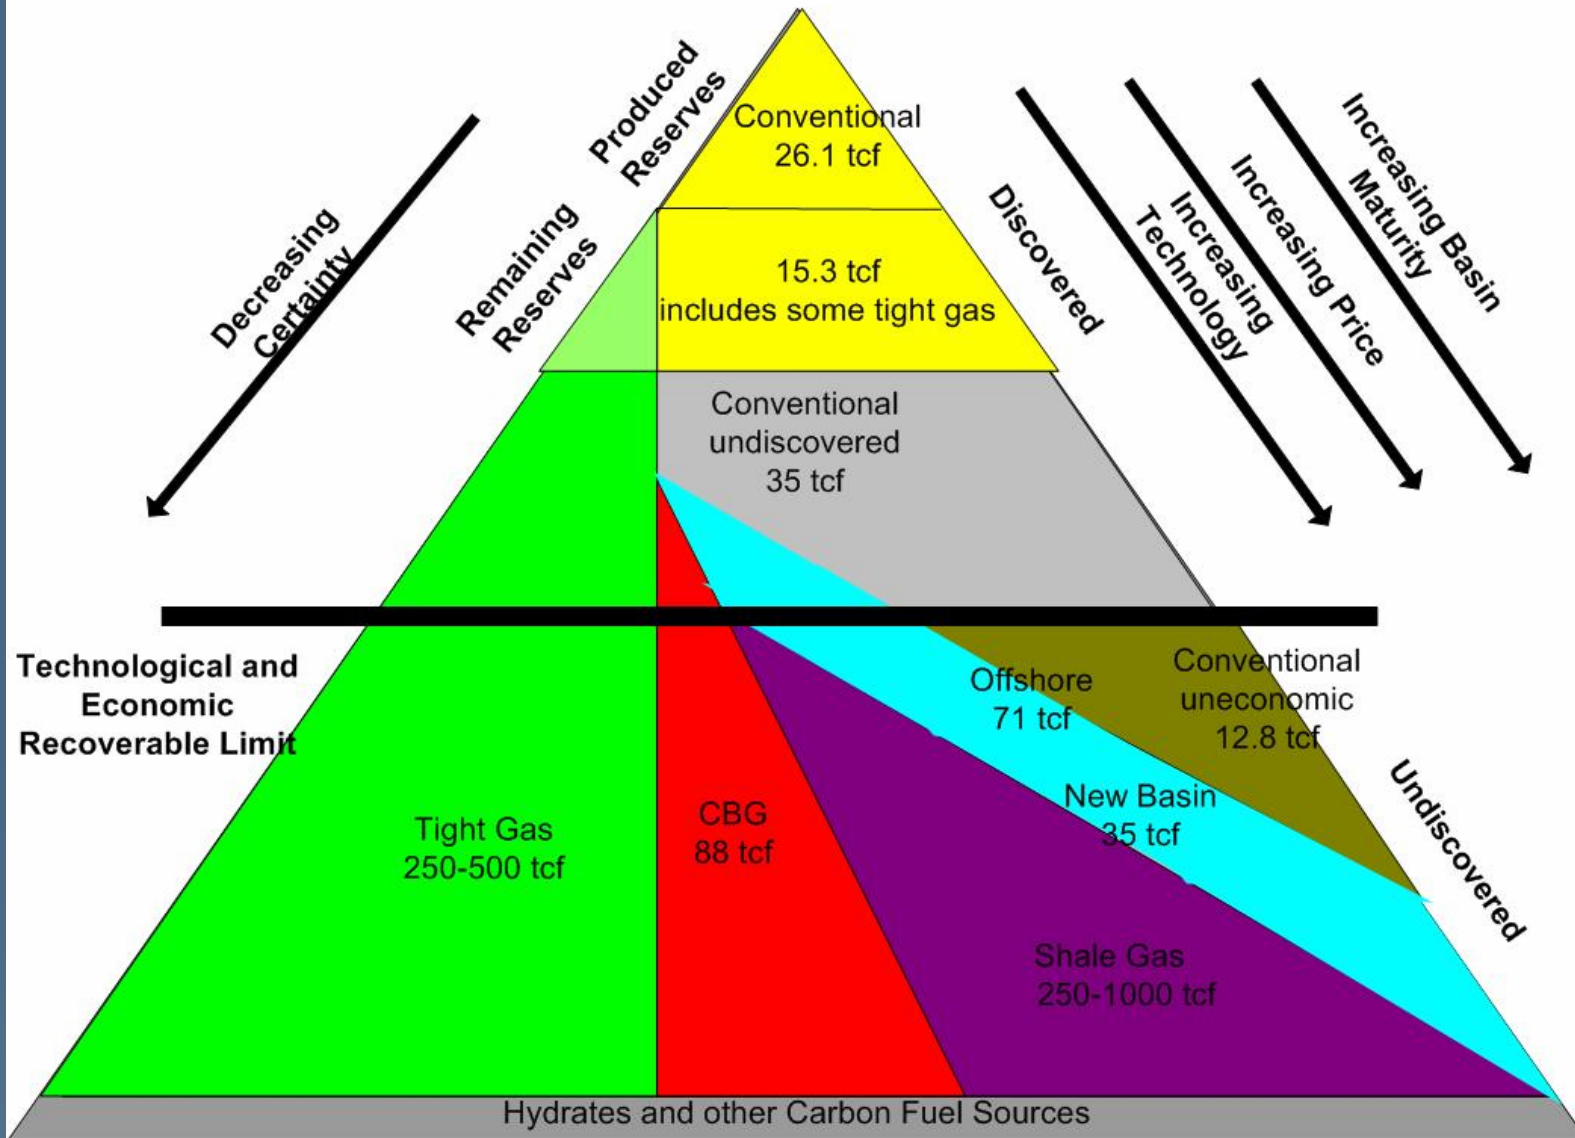 Produced
Reserves
Conventional
26.1 tcf
Decreasing
Certainty
Remaining
Reserves
15.3 tcf
includes some tight gas
Discovered
Increasing
Technology
Increasing Price
Increasing Basin
Maturity
Conventional
undiscovered
35 tcf
Technological and
Economic
Recoverable Limit
Offshore
71 tcf
Conventional
uneconomic
12.8 tcf
New Basin
35 tcf
Undiscovered
Tight Gas
250-500 tcf
CBG
88 tcf
Shale Gas
250-1000 tcf
Hydrates and other Carbon Fuel Sources